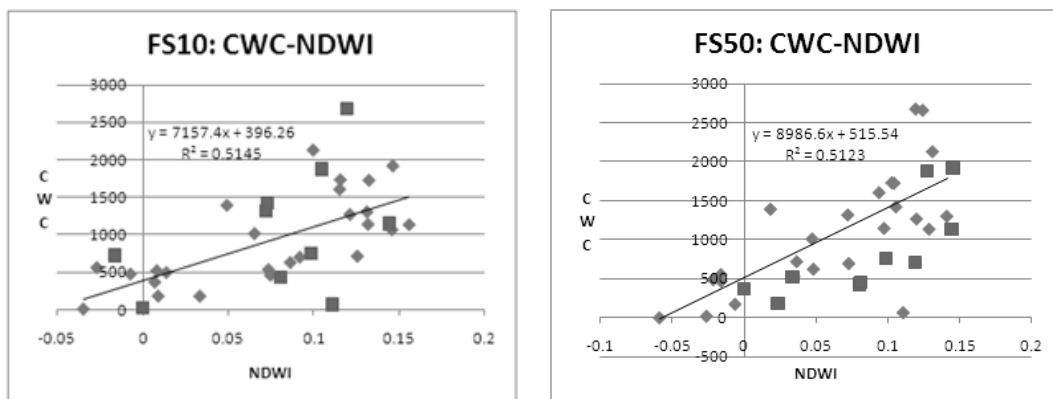 FS10: CWC-NDWI
3000
2500
2000
1500
1000
500
0
C
W
C
y = 7157.4x + 396.26
R² = 0.5145
-0.05
0
0.05
0.1
0.15
0.2
NDWI
FS50: CWC-NDWI
3000
2500
2000
1500
1000
500
0
-500
C
W
C
y = 8986.6x + 515.54
R² = 0.5123
-0.1
-0.05
0
0.05
0.1
0.15
0.2
NDWI